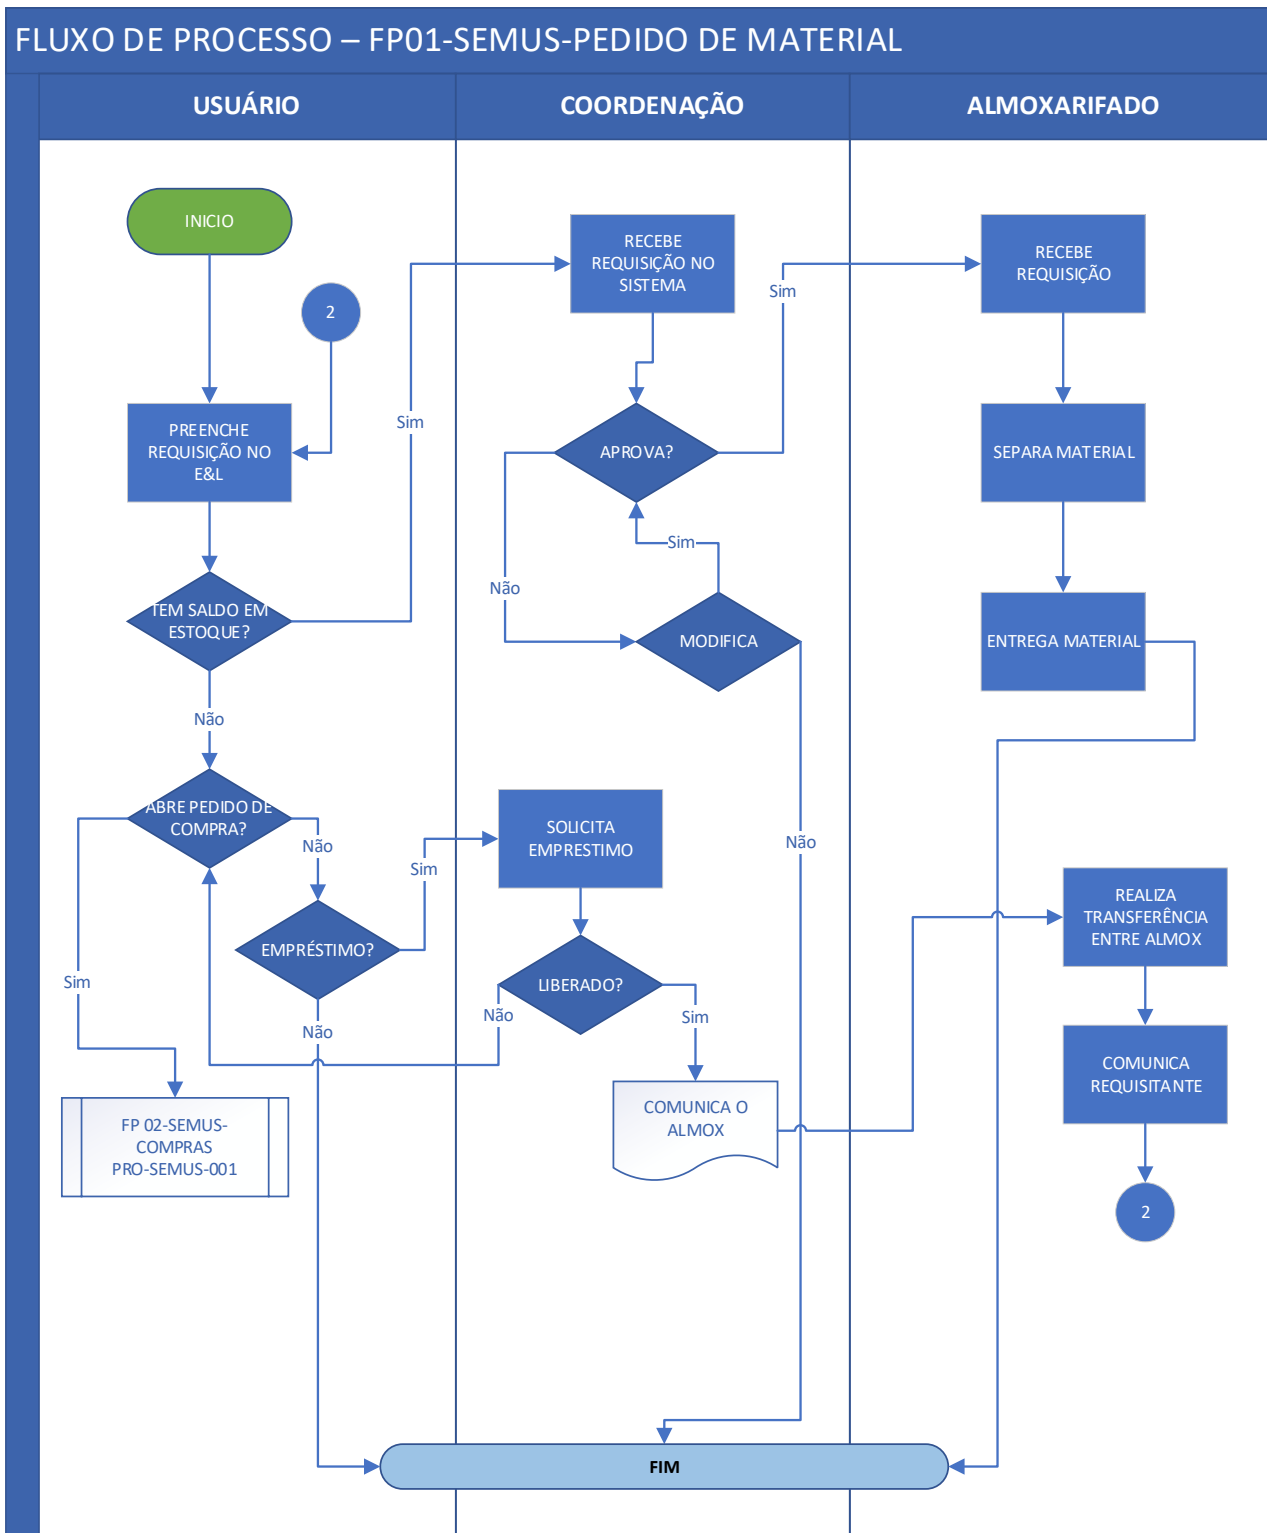 FLUXO DE PROCESSO – FP01-SEMUS-PEDIDO DE MATERIAL
USUÁRIO
COORDENAÇÃO
ALMOXARIFADO
INICIO
2
PREENCHE
REQUISIÇÃO NO
E&L
TEM SALDO EM
ESTOQUE?
Sim
Não
ABRE PEDIDO DE
COMPRA?
Não
Sim
EMPRÉSTIMO?
Sim
Não
FP 02-SEMUS-
COMPRAS
PRO-SEMUS-001
RECEBE
REQUISIÇÃO NO
SISTEMA
APROVA?
Sim
Não
MODIFICA
Sim
Não
SOLICITA
EMPRESTIMO
LIBERADO?
Não
Sim
COMUNICA O
ALMOX
RECEBE
REQUISIÇÃO
SEPARA MATERIAL
ENTREGA MATERIAL
REALIZA
TRANSFERÊNCIA
ENTRE ALMOX
COMUNICA
REQUISITANTE
2
FIM